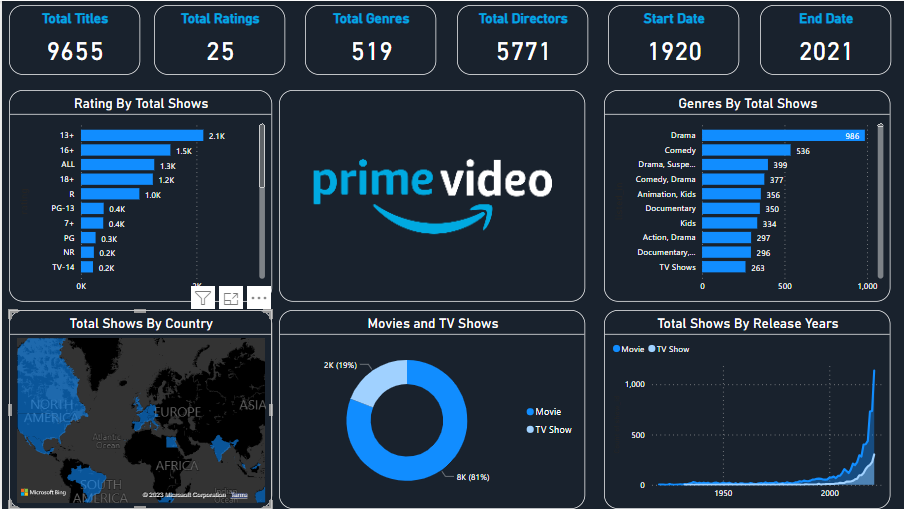 Total Titles
9655
Total Ratings
25
Total Genres
519
Total Directors
5771
Start Date
1920
End Date
2021
Rating By Total Shows
13+ 2.1K
16+ 1.5K
ALL 1.3K
18+ 1.2K
R 1.0K
PG-13 0.4K
7+ 0.4K
PG 0.3K
NR 0.2K
TV-14 0.2K
0K 2K
prime video
Genres By Total Shows
Drama 986
Comedy 536
Drama, Suspe... 399
Comedy, Drama 377
Animation, Kids 356
Documentary 350
Kids 334
Action, Drama 297
Documentary,... 296
TV Shows 263
0 500 1,000
Total Shows By Country
NORTH
AMERICA
EUROPE
ASIA
Atlantic
Ocean
AFRICA
SOUTH
AMERICA
Microsoft Bing
© 2023 Microsoft Corporation Terms
Movies and TV Shows
2K (19%)
8K (81%)
Movie
TV Show
Total Shows By Release Years
Movie TV Show
1,000
500
0
1950 2000